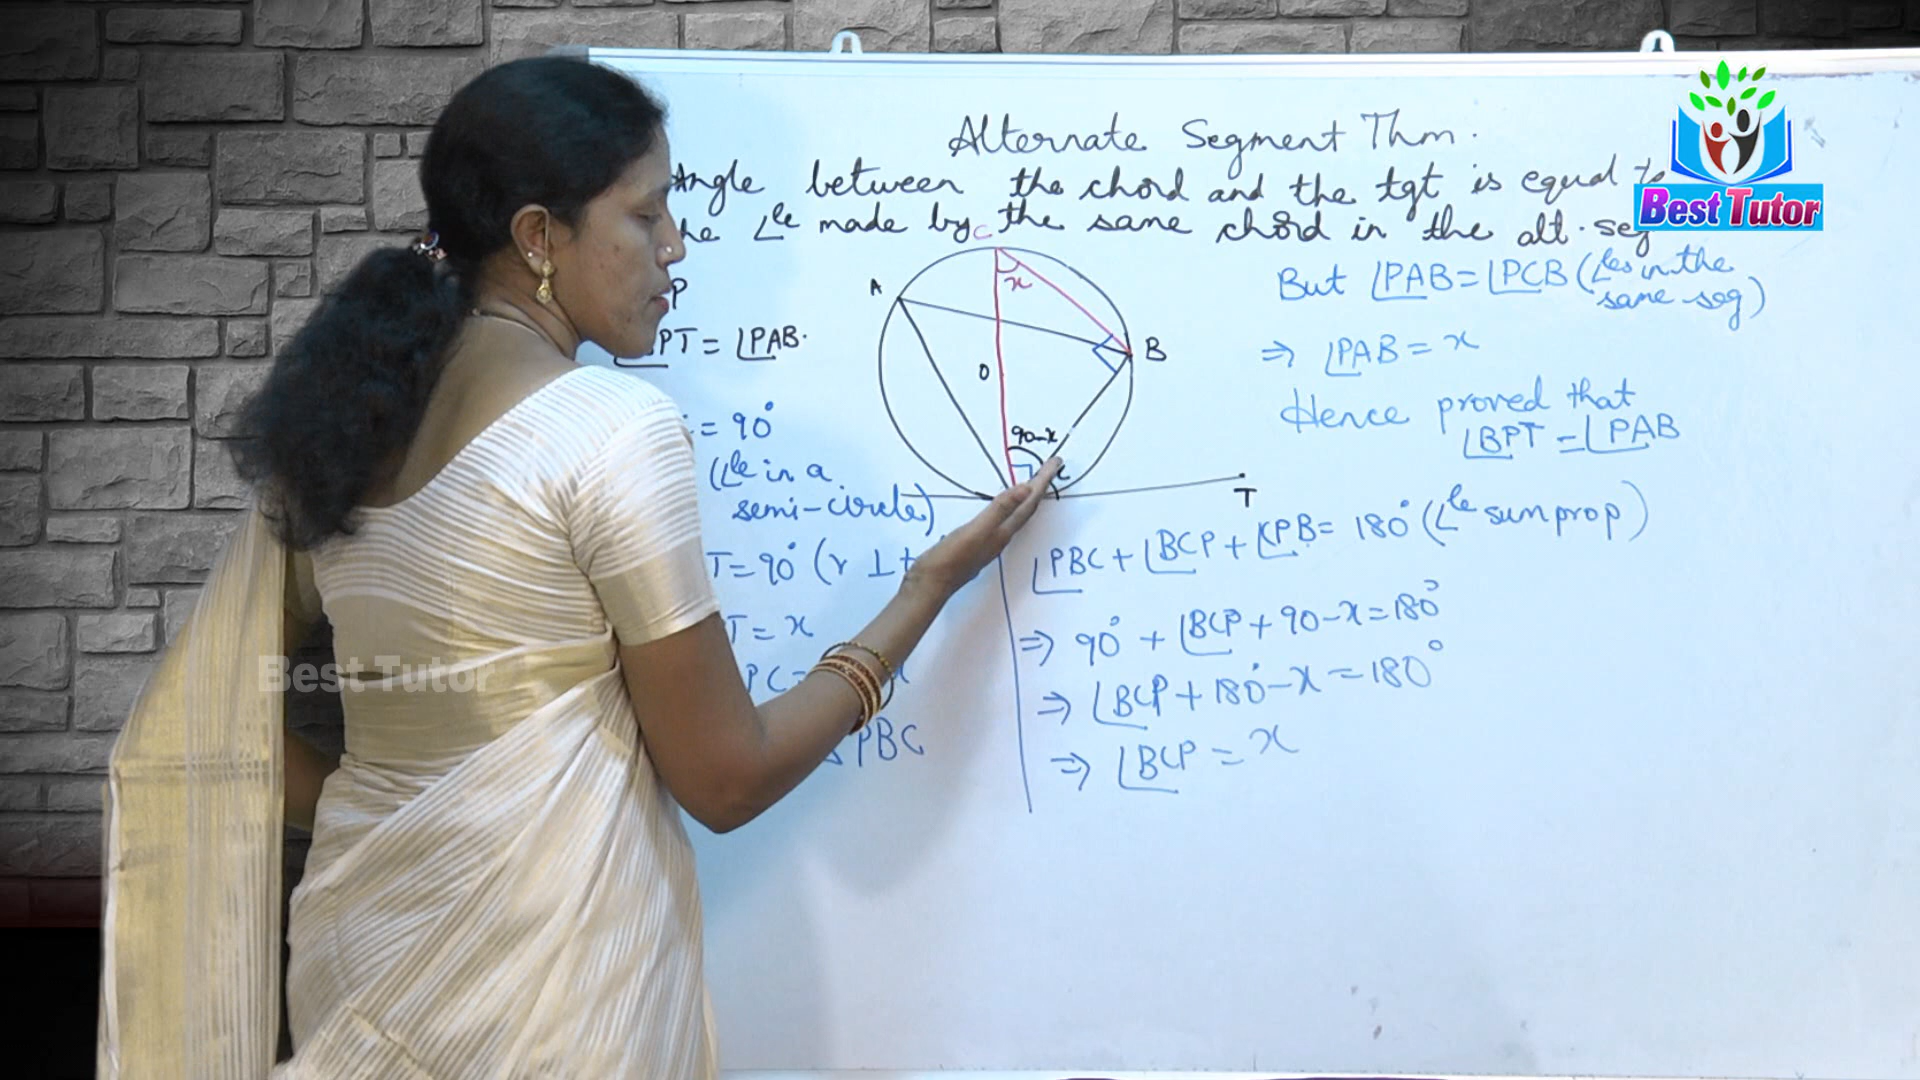 Alternate Segment Thm.
Angle between the chord and the tgt is equal to
he ∠le made by the same chord in the alt. seg
Best Tutor
C
A
x
B
O
90-x
x
T
P
PT = ∠PAB.
= 90°
(∠le in a
semi-circle)
T = 90° (r ⊥ t
T = x
PC =
PBC
But ∠PAB = ∠PCB (∠les in the
same seg)
⇒ ∠PAB = x
Hence proved that
∠BPT = ∠PAB
∠PBC + ∠BCP + ∠CPB = 180° (∠le sum prop)
⇒ 90° + ∠BCP + 90-x = 180°
⇒ ∠BCP + 180°-x = 180°
⇒ ∠BCP = x
Best Tutor